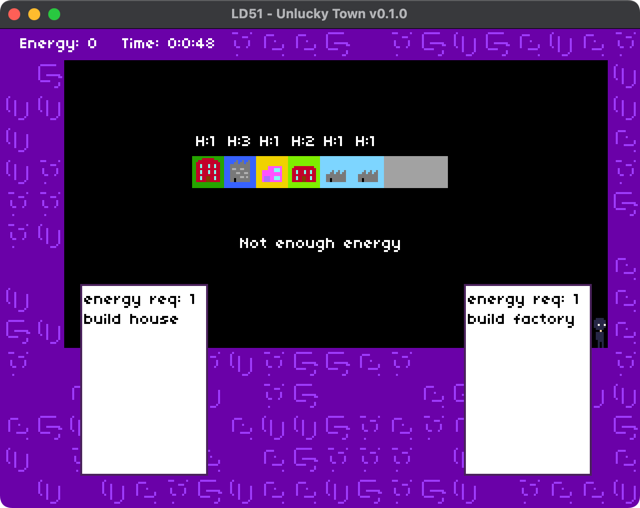 LD51 - Unlucky Town v0.1.0
Energy: 0 Time: 0:0:48
H:1 H:3 H:1 H:2 H:1 H:1
Not enough energy
energy req: 1
build house
energy req: 1
build factory